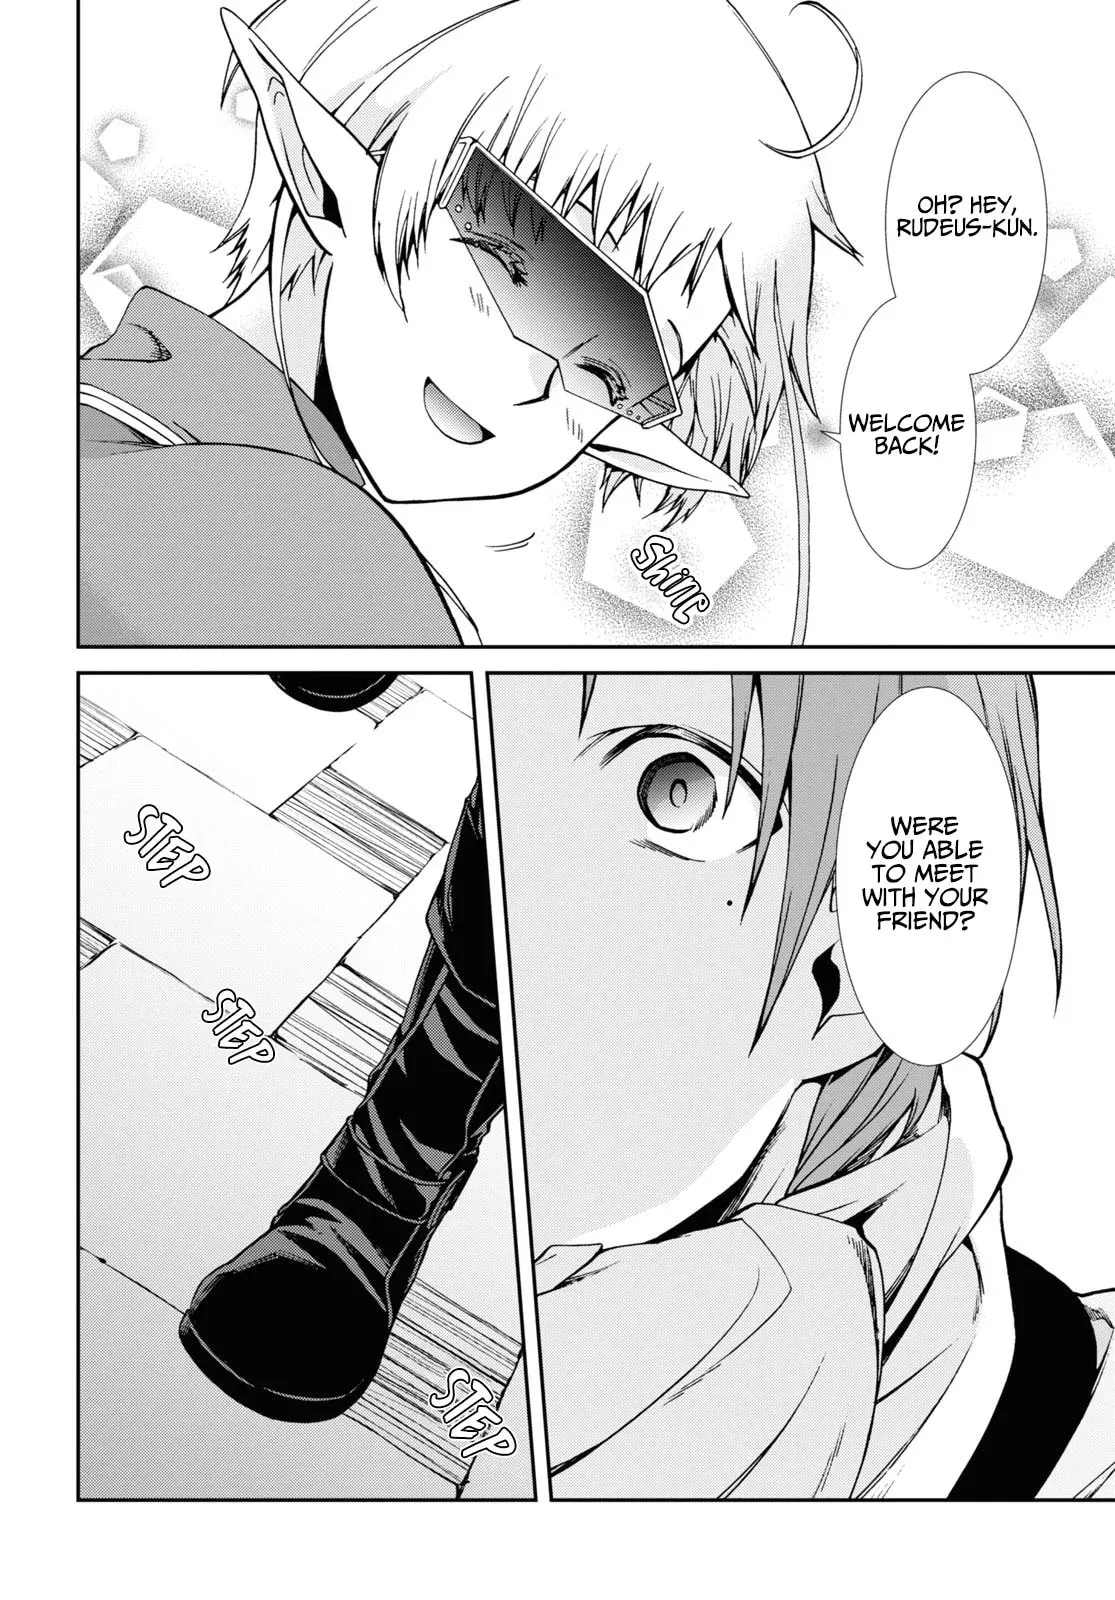 OH? HEY,
RUDEUS-KUN.
WELCOME
BACK!
Shine
WERE
YOU ABLE
TO MEET
WITH YOUR
FRIEND?
STEP
STEP
STEP